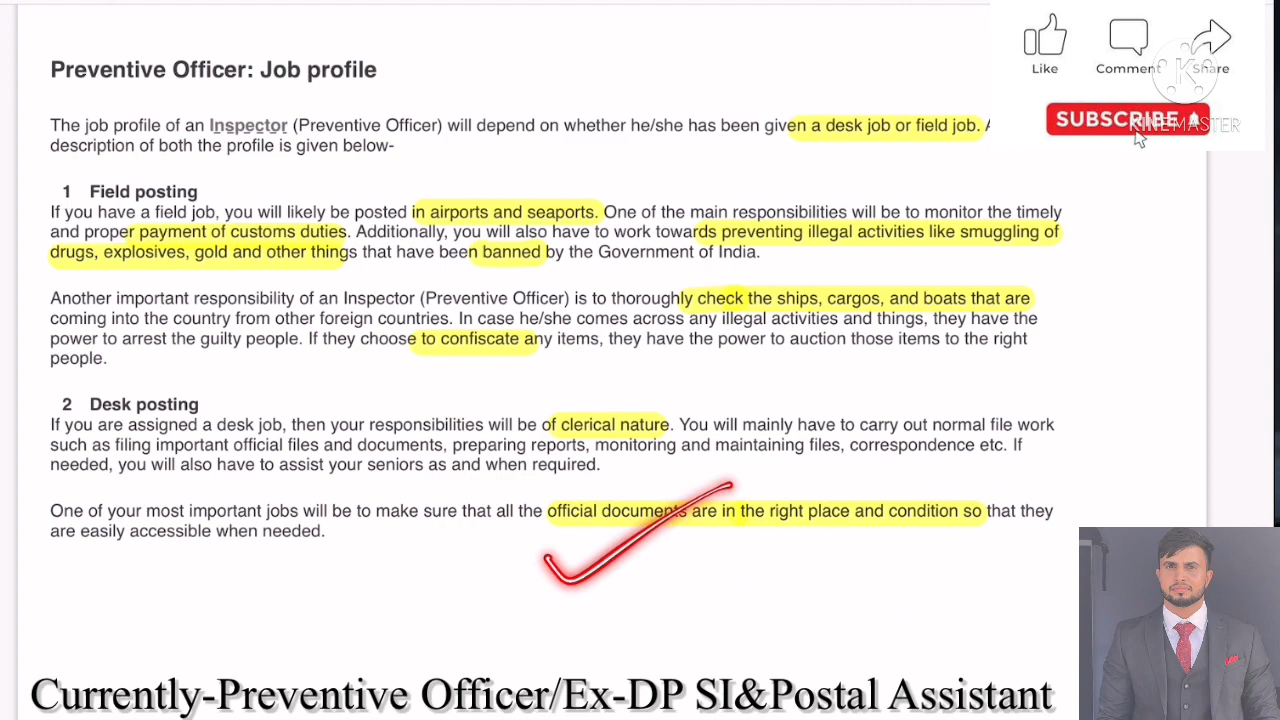 Preventive Officer: Job profile
Like
Comment
Share
SUBSCRIBE
KINEMASTER
The job profile of an Inspector (Preventive Officer) will depend on whether he/she has been given a desk job or field job. A
description of both the profile is given below-
1 Field posting
If you have a field job, you will likely be posted in airports and seaports. One of the main responsibilities will be to monitor the timely
and proper payment of customs duties. Additionally, you will also have to work towards preventing illegal activities like smuggling of
drugs, explosives, gold and other things that have been banned by the Government of India.
Another important responsibility of an Inspector (Preventive Officer) is to thoroughly check the ships, cargos, and boats that are
coming into the country from other foreign countries. In case he/she comes across any illegal activities and things, they have the
power to arrest the guilty people. If they choose to confiscate any items, they have the power to auction those items to the right
people.
2 Desk posting
If you are assigned a desk job, then your responsibilities will be of clerical nature. You will mainly have to carry out normal file work
such as filing important official files and documents, preparing reports, monitoring and maintaining files, correspondence etc. If
needed, you will also have to assist your seniors as and when required.
One of your most important jobs will be to make sure that all the official documents are in the right place and condition so that they
are easily accessible when needed.
Currently-Preventive Officer/Ex-DP SI&Postal Assistant